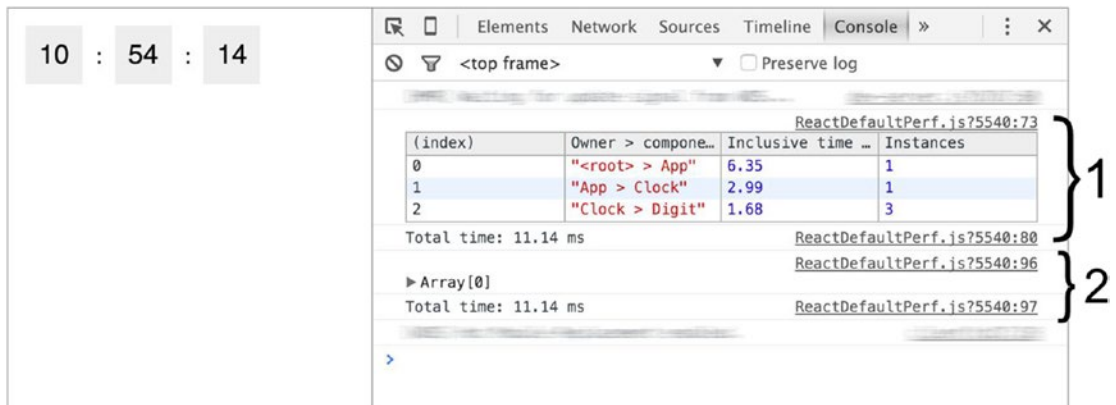 10 : 54 : 14
Elements Network Sources Timeline Console »
<top frame> ▼ Preserve log
ReactDefaultPerf.js?5540:73
(index) Owner > compone… Inclusive time … Instances
0 "<root> > App" 6.35 1
1 "App > Clock" 2.99 1
2 "Clock > Digit" 1.68 3
Total time: 11.14 ms ReactDefaultPerf.js?5540:80
1
ReactDefaultPerf.js?5540:96
▶ Array[0]
Total time: 11.14 ms ReactDefaultPerf.js?5540:97
2
>